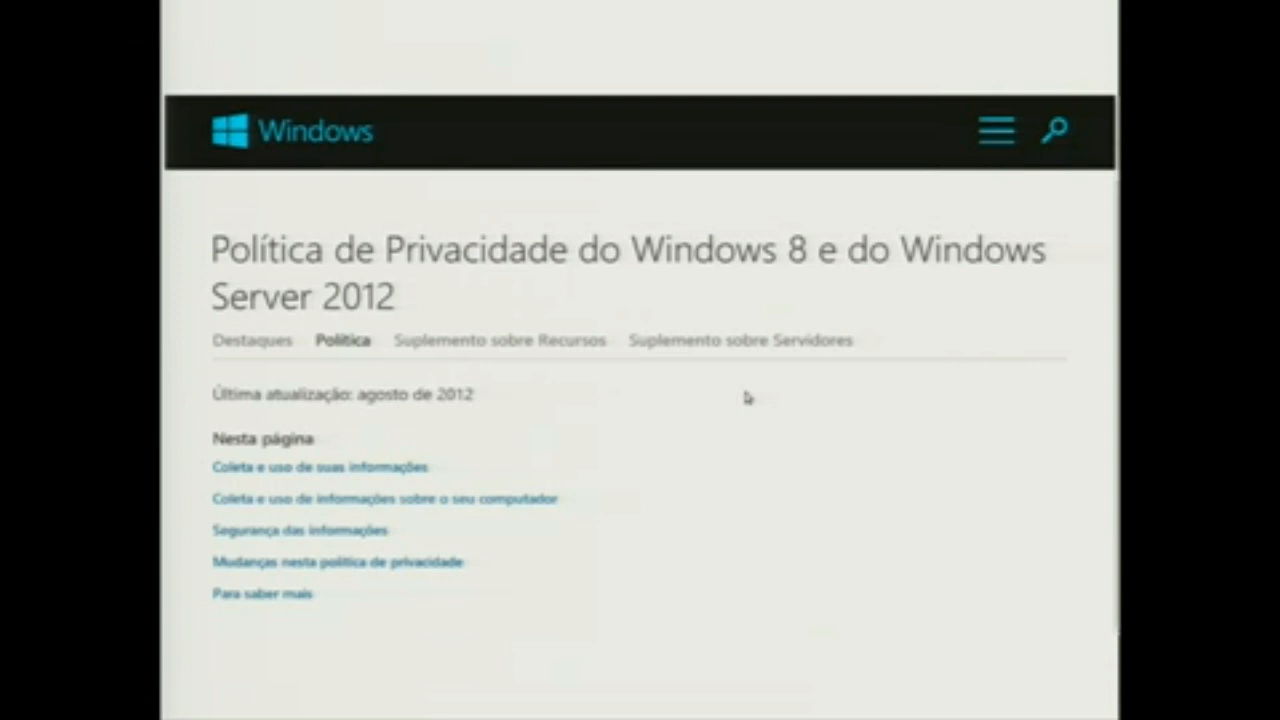 Windows
Política de Privacidade do Windows 8 e do Windows
Server 2012
Destaques Política Suplemento sobre Recursos Suplemento sobre Servidores
Última atualização: agosto de 2012
Nesta página
Coleta e uso de suas informações
Coleta e uso de informações sobre o seu computador
Segurança das informações
Mudanças nesta política de privacidade
Para saber mais